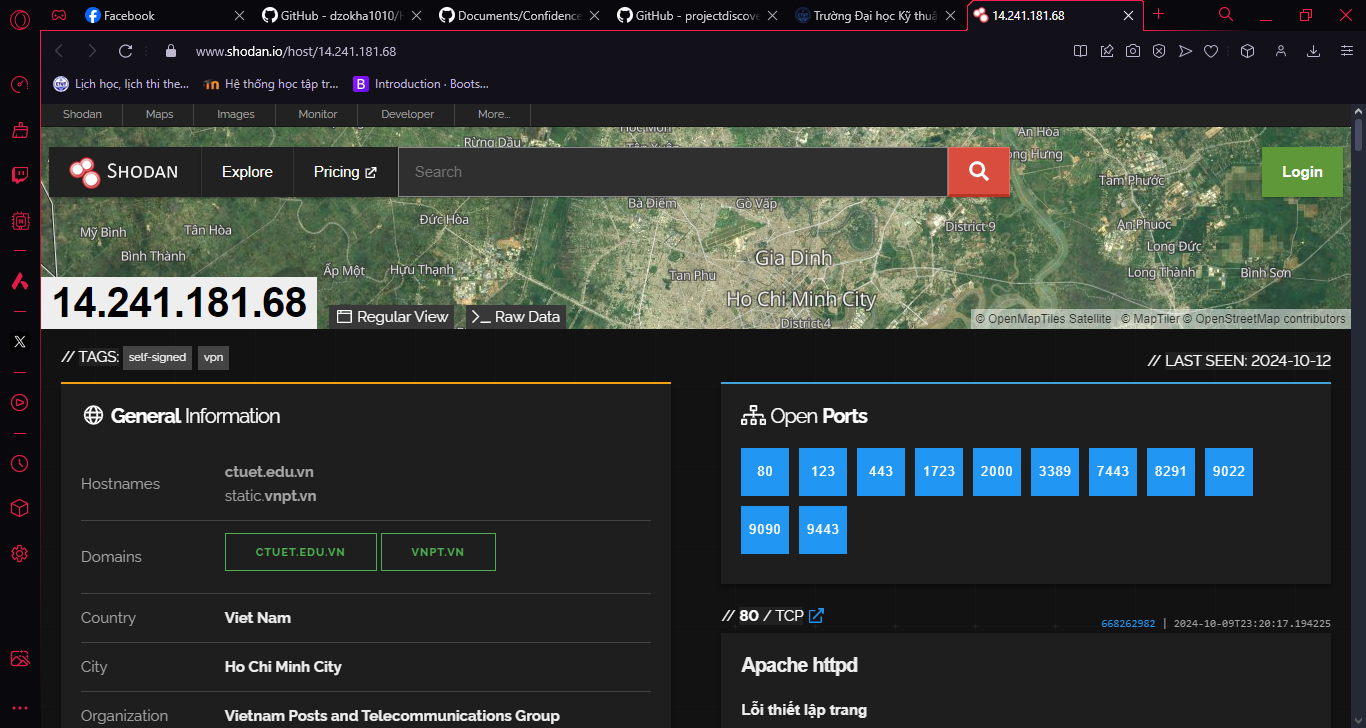 Facebook
GitHub - dzokha1010/H
Documents/Confidence
GitHub - projectdiscove
Trường Đại học Kỹ thuậ
14.241.181.68
www.shodan.io/host/14.241.181.68
Lịch học, lịch thi the...
Hệ thống học tập tr...
B
Introduction · Boots...
Shodan
Maps
Images
Monitor
Developer
More...
Rừng Dầu
An Hòa
ong Hưng
SHODAN
Explore
Pricing
Search
Login
Tam Phước
Bà Điểm
Gò Vấp
Mỹ Bình
Tân Hòa
Đức Hòa
District 9
An Phuoc
Long Đức
Bình Thành
Ấp Một
Hựu Thạnh
Tan Phu
Gia Dinh
Long Thành
Bình Sơn
Ho Chi Minh City
District 4
14.241.181.68
Regular View
Raw Data
© OpenMapTiles Satellite © MapTiler © OpenStreetMap contributors
// TAGS: self-signed vpn
// LAST SEEN: 2024-10-12
General Information
Hostnames
ctuet.edu.vn
static.vnpt.vn
Domains
CTUET.EDU.VN
VNPT.VN
Country
Viet Nam
City
Ho Chi Minh City
Organization
Vietnam Posts and Telecommunications Group
Open Ports
80 123 443 1723 2000 3389 7443 8291 9022
9090 9443
// 80 / TCP
668262982 | 2024-10-09T23:20:17.194225
Apache httpd
Lỗi thiết lập trang